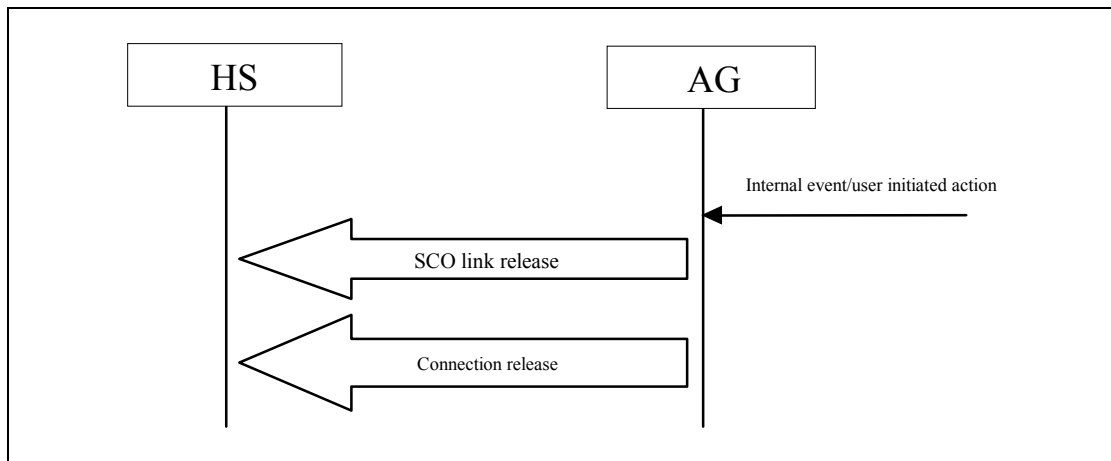 HS
AG
Internal event/user initiated action
SCO link release
Connection release